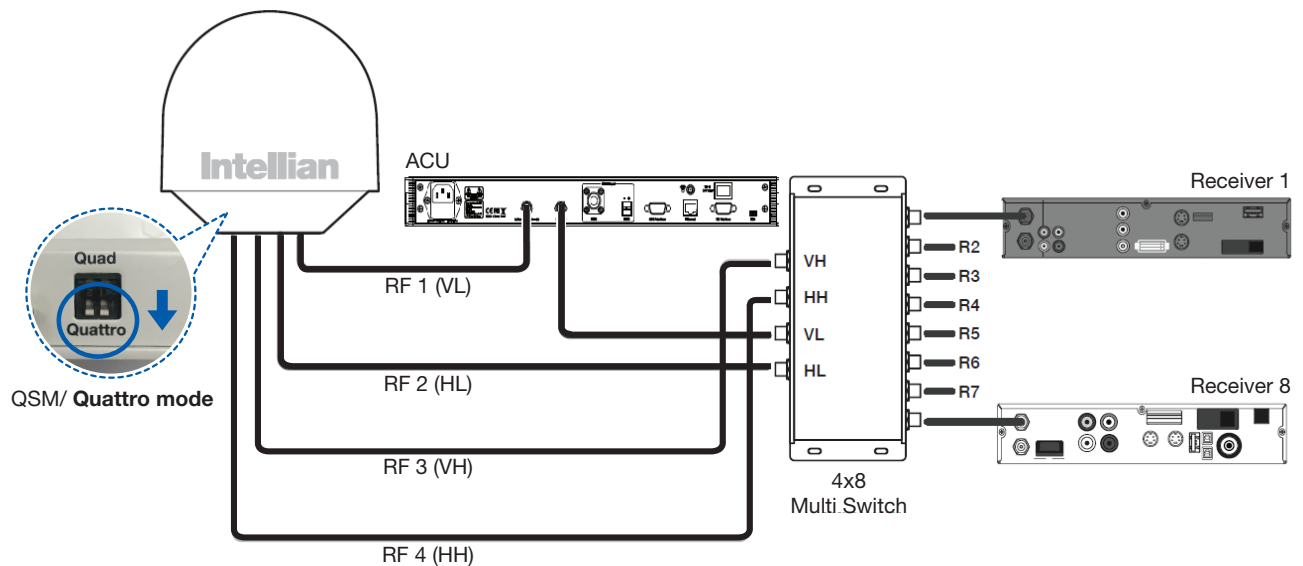 Intellian
ACU
Receiver 1
Quad
Quattro
QSM/ Quattro mode
RF 1 (VL)
RF 2 (HL)
RF 3 (VH)
RF 4 (HH)
VH
HH
VL
HL
R2
R3
R4
R5
R6
R7
Receiver 8
4x8
Multi Switch